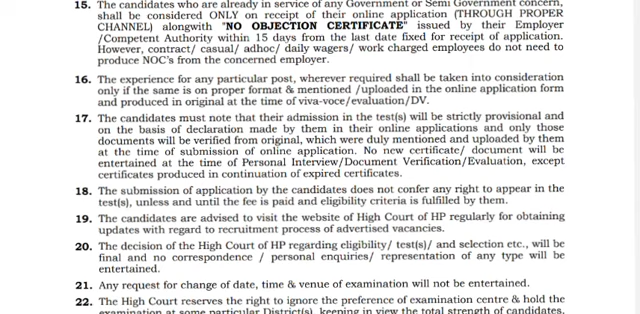 15. The candidates who are already in service of any Government or Semi Government concern,
shall be considered ONLY on receipt of their online application (THROUGH PROPER
CHANNEL) alongwith "NO OBJECTION CERTIFICATE" issued by their Employer
/Competent Authority within 15 days from the last date fixed for receipt of application.
However, contract/ casual/ adhoc/ daily wagers/ work charged employees do not need to
produce NOC's from the concerned employer.
16. The experience for any particular post, wherever required shall be taken into consideration
only if the same is on proper format & mentioned /uploaded in the online application form
and produced in original at the time of viva-voce/evaluation/DV.
17. The candidates must note that their admission in the test(s) will be strictly provisional and
on the basis of declaration made by them in their online applications and only those
documents will be verified from original, which were duly mentioned and uploaded by them
at the time of submission of online application. No new certificate/ document will be
entertained at the time of Personal Interview/Document Verification/Evaluation, except
certificates produced in continuation of expired certificates.
18. The submission of application by the candidates does not confer any right to appear in the
test(s), unless and until the fee is paid and eligibility criteria is fulfilled by them.
19. The candidates are advised to visit the website of High Court of HP regularly for obtaining
updates with regard to recruitment process of advertised vacancies.
20. The decision of the High Court of HP regarding eligibility/ test(s)/ and selection etc., will be
final and no correspondence / personal enquiries/ representation of any type will be
entertained.
21. Any request for change of date, time & venue of examination will not be entertained.
22. The High Court reserves the right to ignore the preference of examination centre & hold the
examination at some particular District(s), keeping in view the total strength of candidates.